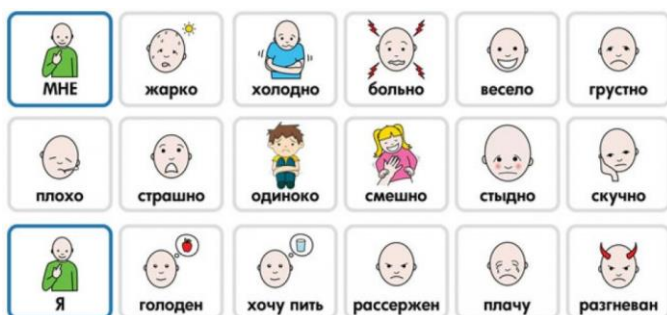 МНЕ жарко холодно больно весело грустно
плохо страшно одиноко смешно стыдно скучно
Я голоден хочу пить рассержен плачу разгневан